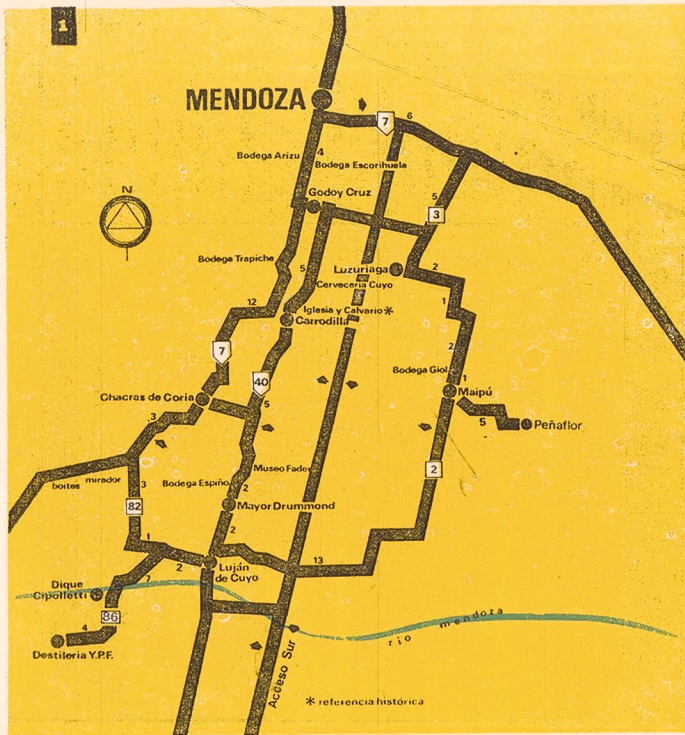 1
MENDOZA
7
6
Bodega Arizu
4
Bodega Escorihuela
N
Godoy Cruz
5
3
Bodega Trapiche
Luzuriaga
2
5
Cerveceria Cuyo
1
12
Iglesia y Calvario *
Carrodilla
7
2
Bodega Giol
1
40
Chacras de Coria
5
Maipú
3
5
Peñaflor
boites
mirador
3
Museo Fader
2
Bodega Espiño
2
82
Mayor Drummond
2
1
2
Luján
de Cuyo
13
7
Dique
Cipolletti
86
4
Destileria Y.P.F.
rio mendoza
Acceso Sur
* referencia histórica